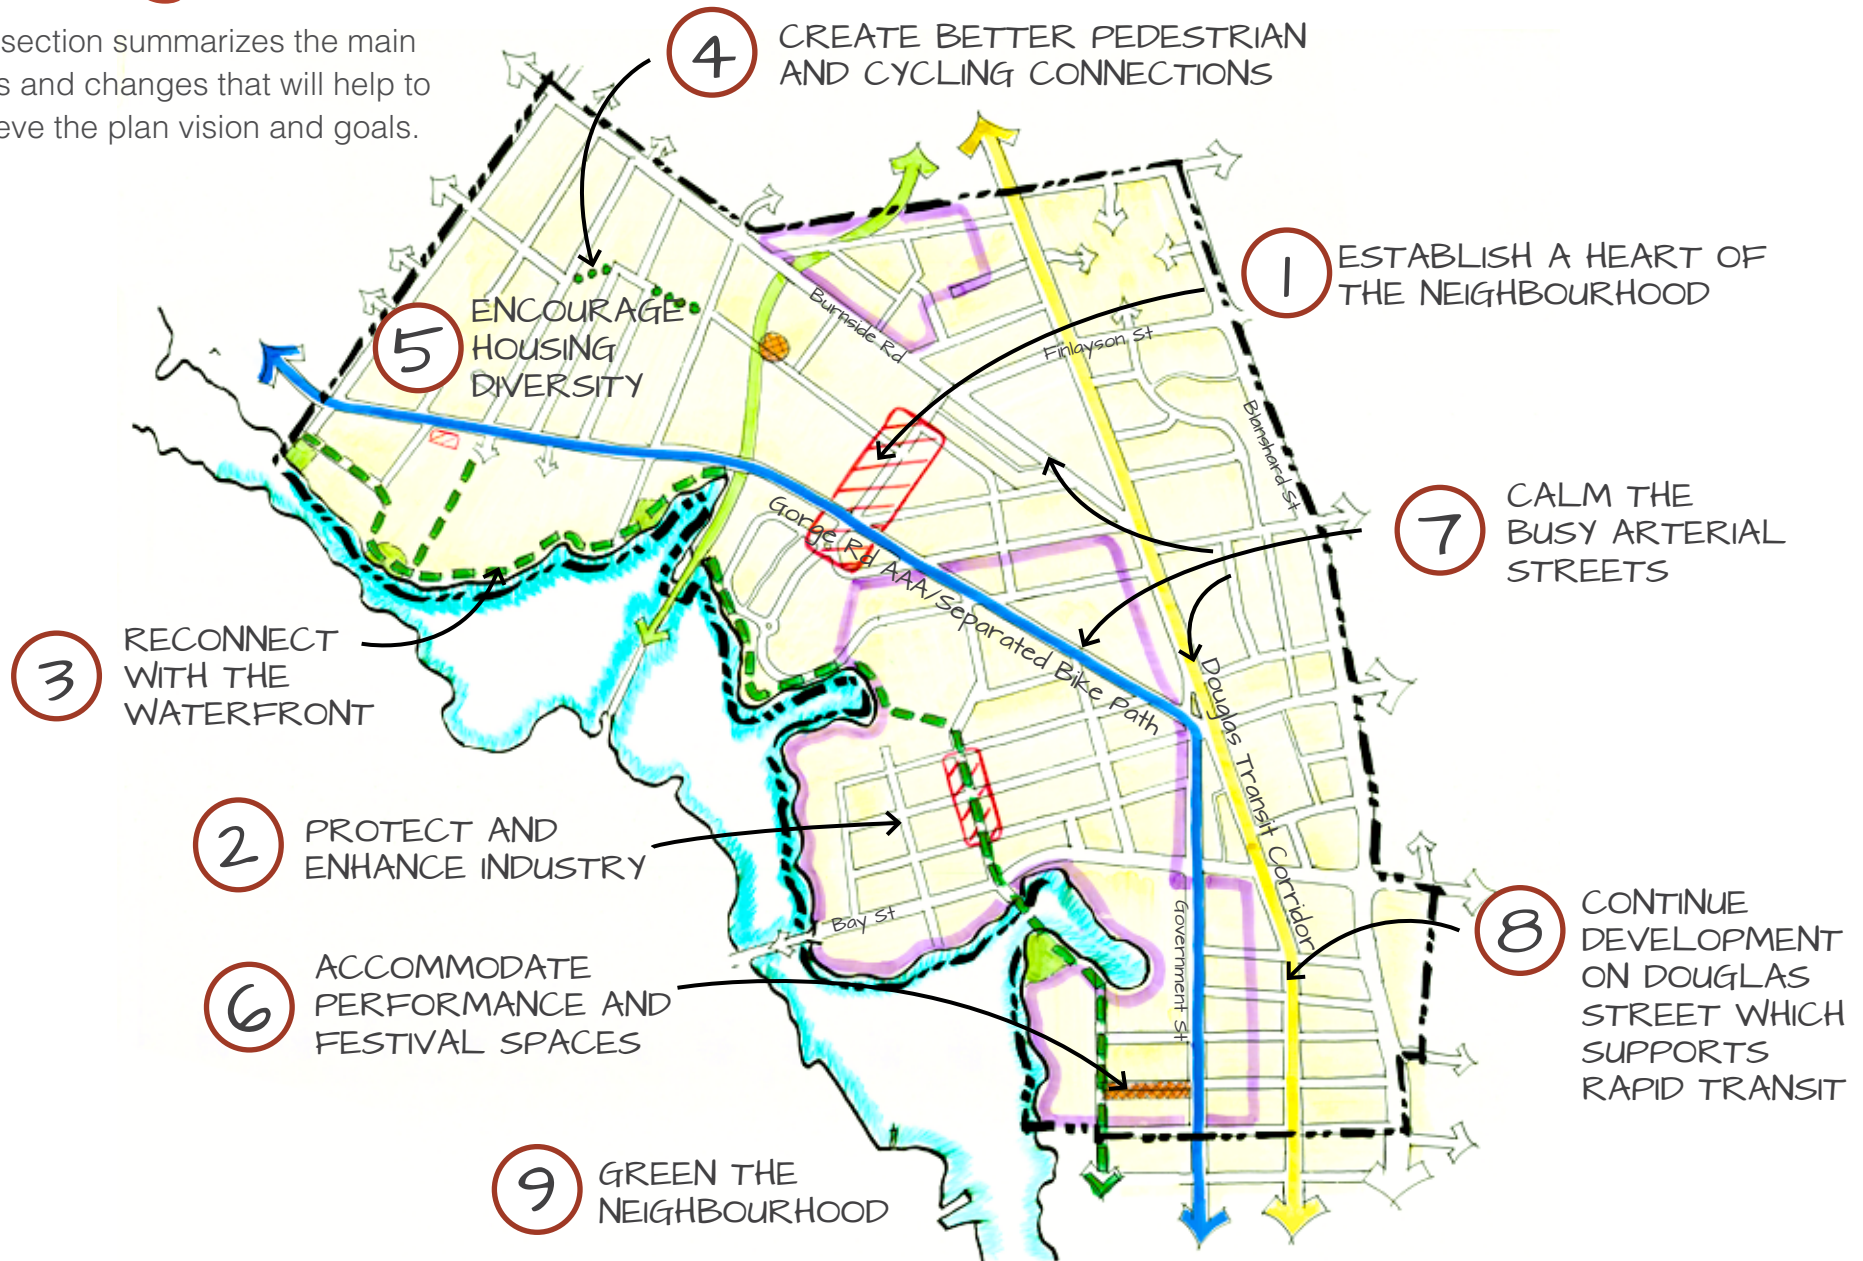 section summarizes the main
and changes that will help to
the plan vision and goals.
4 CREATE BETTER PEDESTRIAN
AND CYCLING CONNECTIONS
1 ESTABLISH A HEART OF
THE NEIGHBOURHOOD
5 ENCOURAGE
HOUSING
DIVERSITY
Burnside Rd
Finlayson St
Blanshard St
7 CALM THE
BUSY ARTERIAL
STREETS
Gorge Rd AAA/Separated Bike Path
3 RECONNECT
WITH THE
WATERFRONT
Douglas Transit Corridor
2 PROTECT AND
ENHANCE INDUSTRY
Bay St
Government St
8 CONTINUE
DEVELOPMENT
ON DOUGLAS
STREET WHICH
SUPPORTS
RAPID TRANSIT
6 ACCOMMODATE
PERFORMANCE AND
FESTIVAL SPACES
9 GREEN THE
NEIGHBOURHOOD